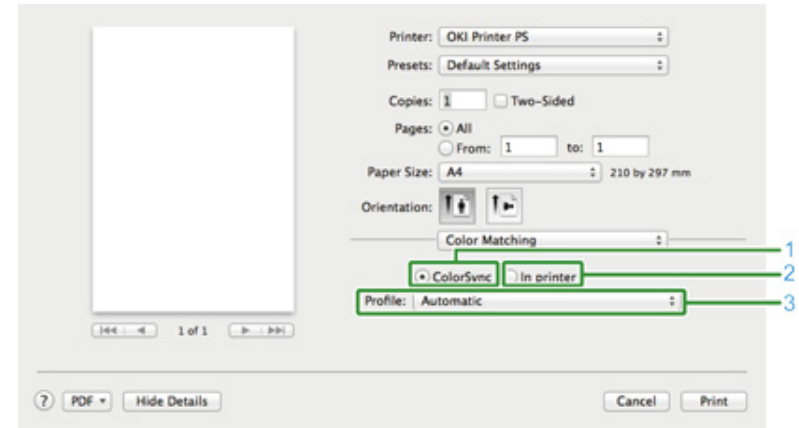 Printer: OKI Printer PS
Presets: Default Settings
Copies: 1 Two-Sided
Pages: All
From: 1 to: 1
Paper Size: A4 210 by 297 mm
Orientation:
Color Matching
1
ColorSync In printer 2
Profile: Automatic 3
1 of 1
? PDF Hide Details Cancel Print